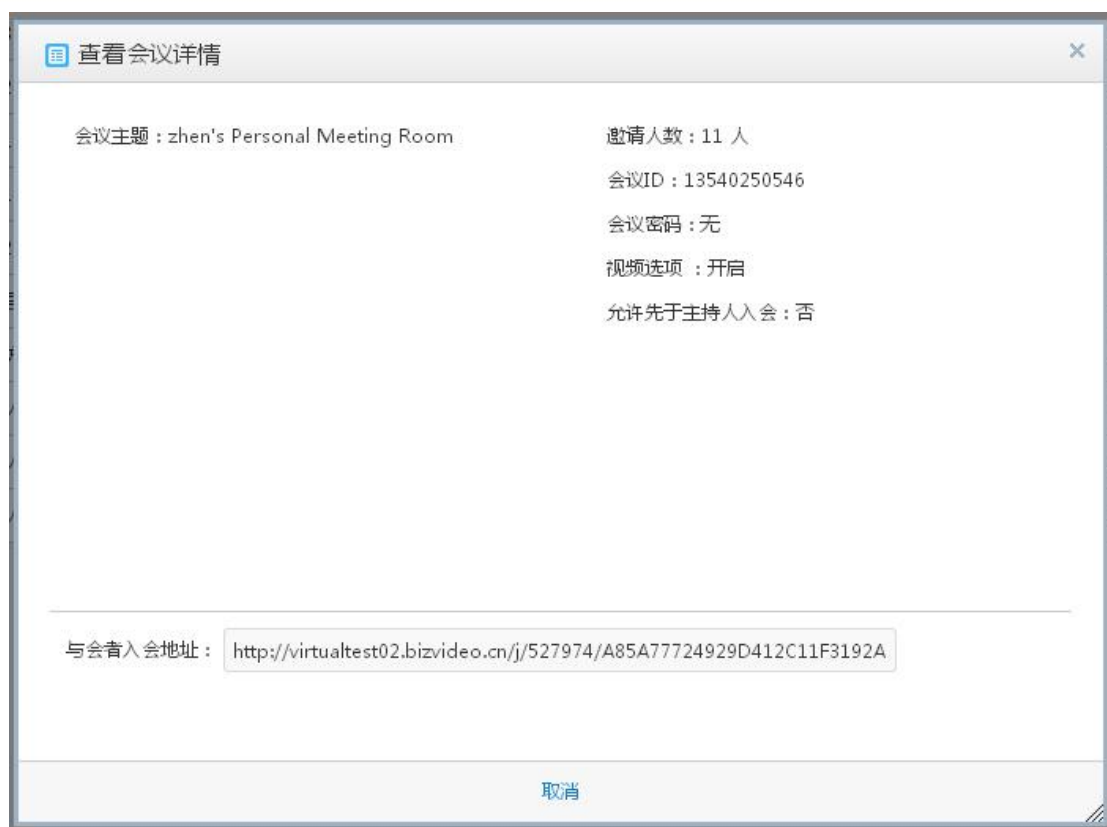 查看会议详情
会议主题：zhen's Personal Meeting Room
邀请人数：11 人
会议ID：13540250546
会议密码：无
视频选项 ：开启
允许先于主持人入会：否
与会者入会地址： http://virtualtest02.bizvideo.cn/j/527974/A85A77724929D412C11F3192A
取消